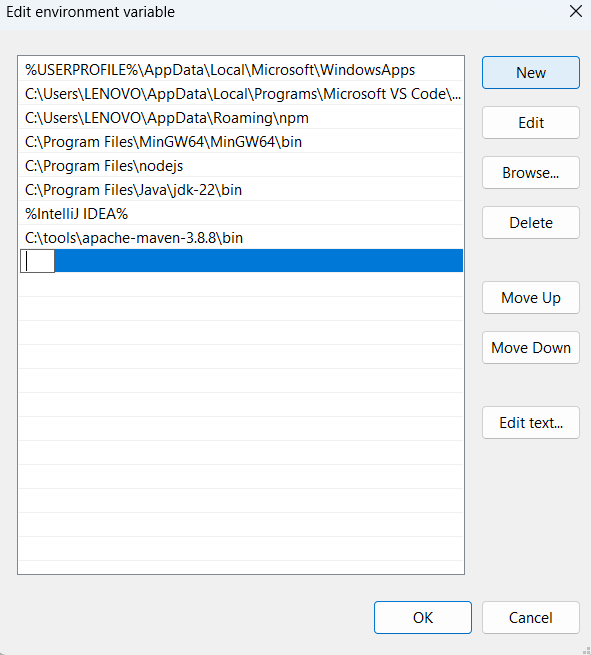 Edit environment variable
%USERPROFILE%\AppData\Local\Microsoft\WindowsApps
C:\Users\LENOVO\AppData\Local\Programs\Microsoft VS Code\...
C:\Users\LENOVO\AppData\Roaming\npm
C:\Program Files\MinGW64\MinGW64\bin
C:\Program Files\nodejs
C:\Program Files\Java\jdk-22\bin
%IntelliJ IDEA%
C:\tools\apache-maven-3.8.8\bin
New
Edit
Browse...
Delete
Move Up
Move Down
Edit text...
OK
Cancel